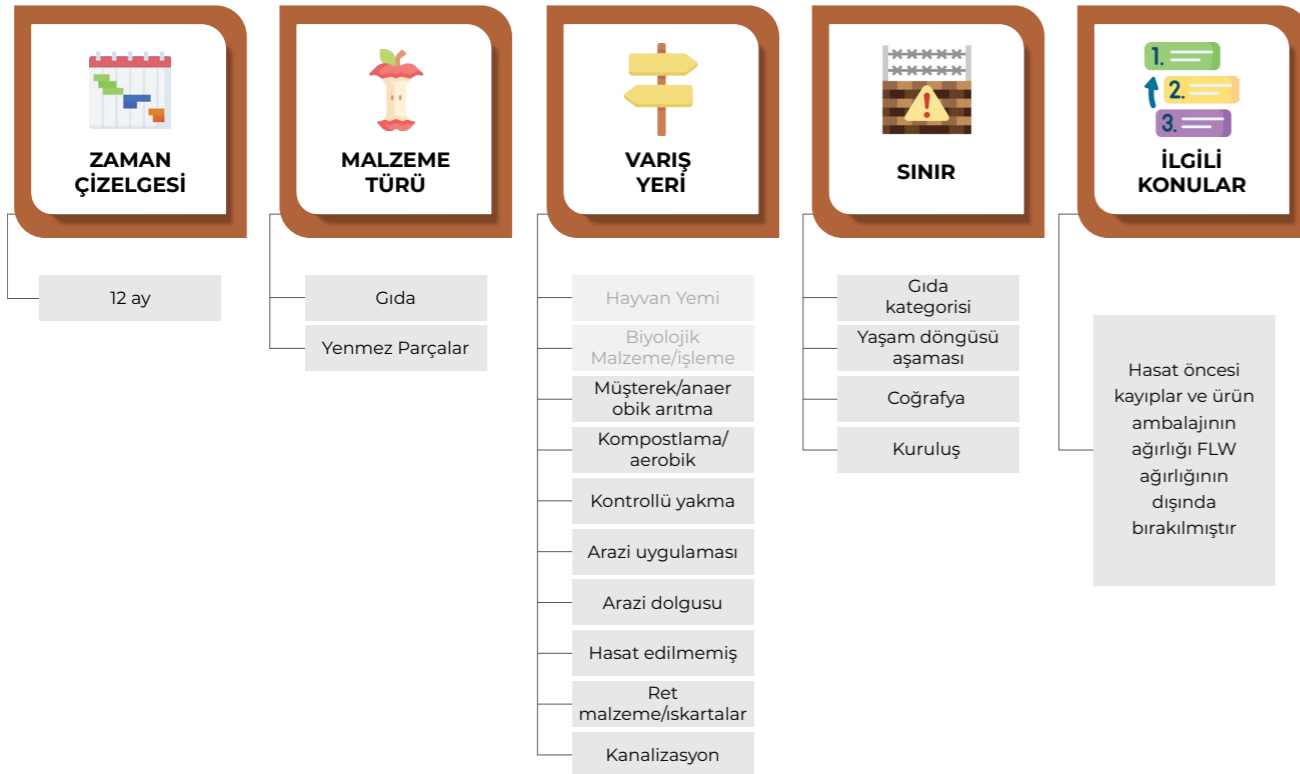 ZAMAN
ÇİZELGESİ
12 ay
MALZEME
TÜRÜ
Gıda
Yenmez Parçalar
VARIŞ
YERİ
Hayvan Yemi
Biyolojik
Malzeme/işleme
Müşterek/anaer
obik arıtma
Kompostlama/
aerobik
Kontrollü yakma
Arazi uygulaması
Arazi dolgusu
Hasat edilmemiş
Ret
malzeme/ıskartalar
Kanalizasyon
SINIR
Gıda
kategorisi
Yaşam döngüsü
aşaması
Coğrafya
Kuruluş
1.
2.
3.
İLGİLİ
KONULAR
Hasat öncesi
kayıplar ve ürün
ambalajının
ağırlığı FLW
ağırlığının
dışında
bırakılmıştır